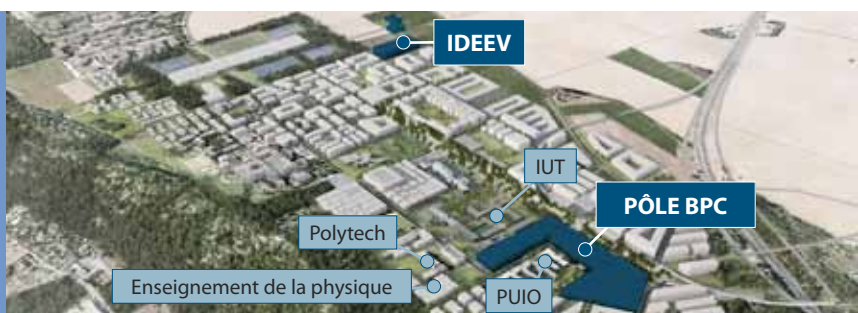 IDEEV
IUT
PÔLE BPC
Polytech
Enseignement de la physique
PUIO